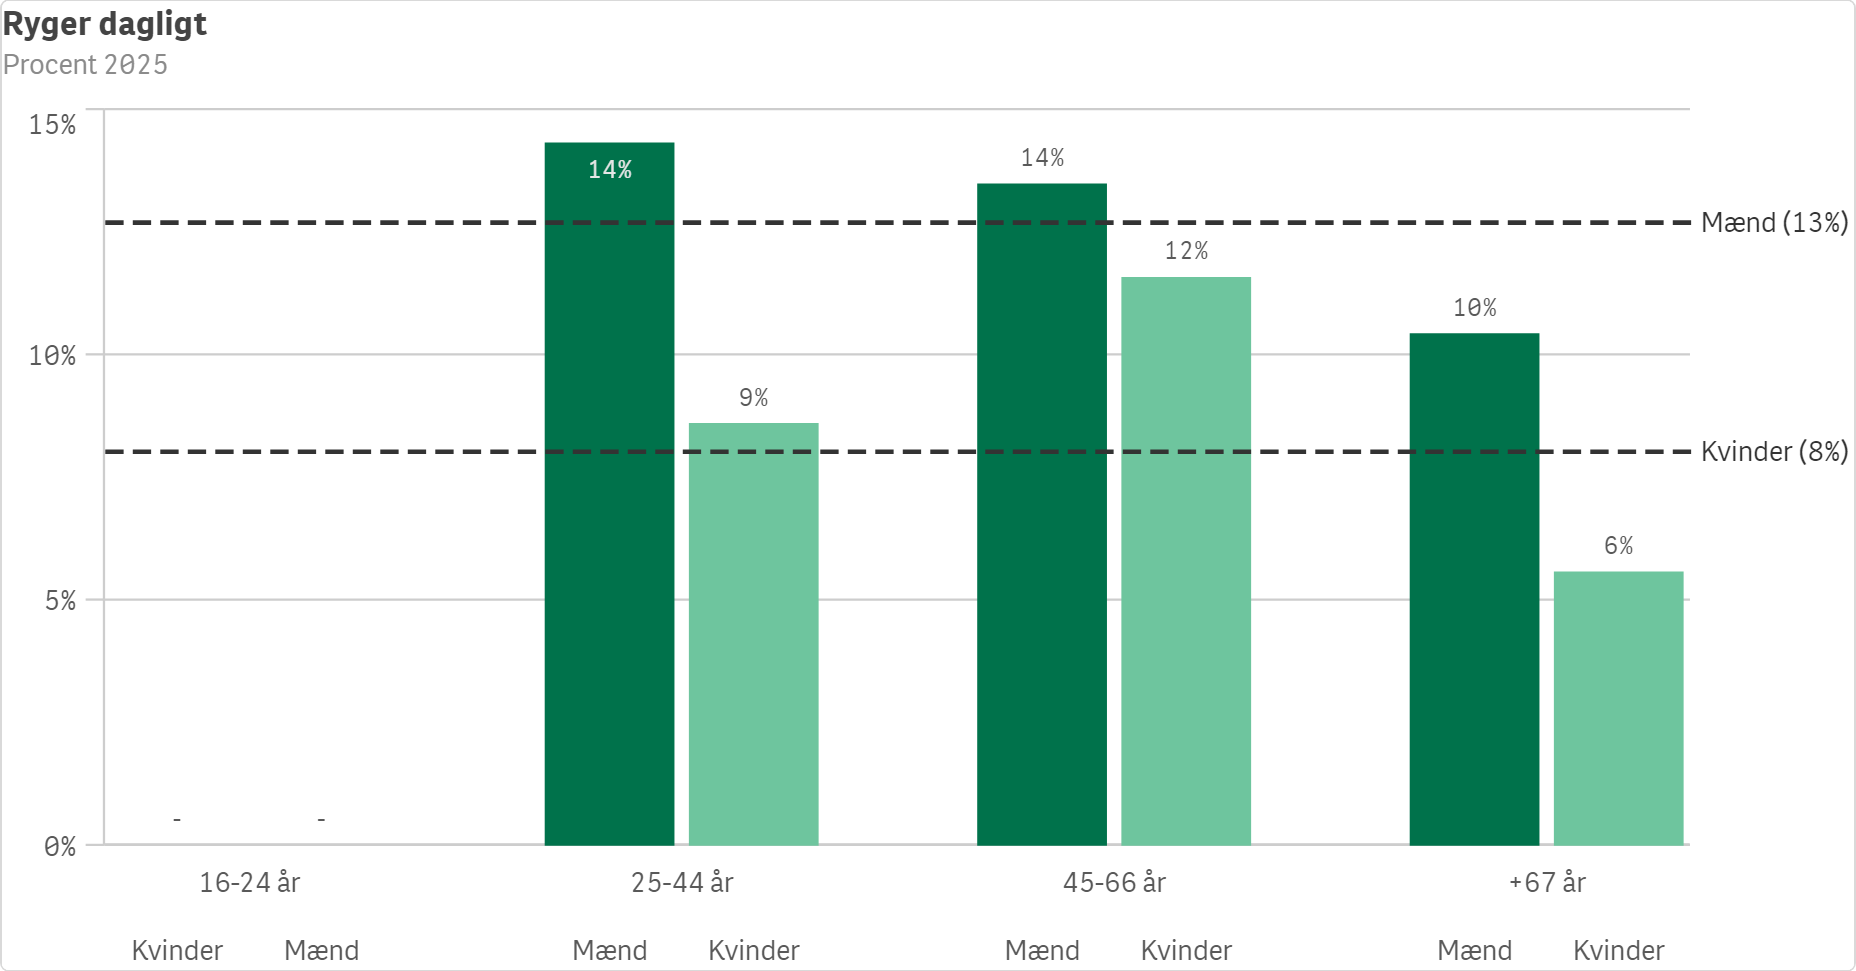 Ryger dagligt
Procent 2025
15%
14%
14%
Mænd (13%)
12%
10%
10%
9%
Kvinder (8%)
6%
5%
-
-
0%
16-24 år
25-44 år
45-66 år
+67 år
Kvinder
Mænd
Mænd
Kvinder
Mænd
Kvinder
Mænd
Kvinder